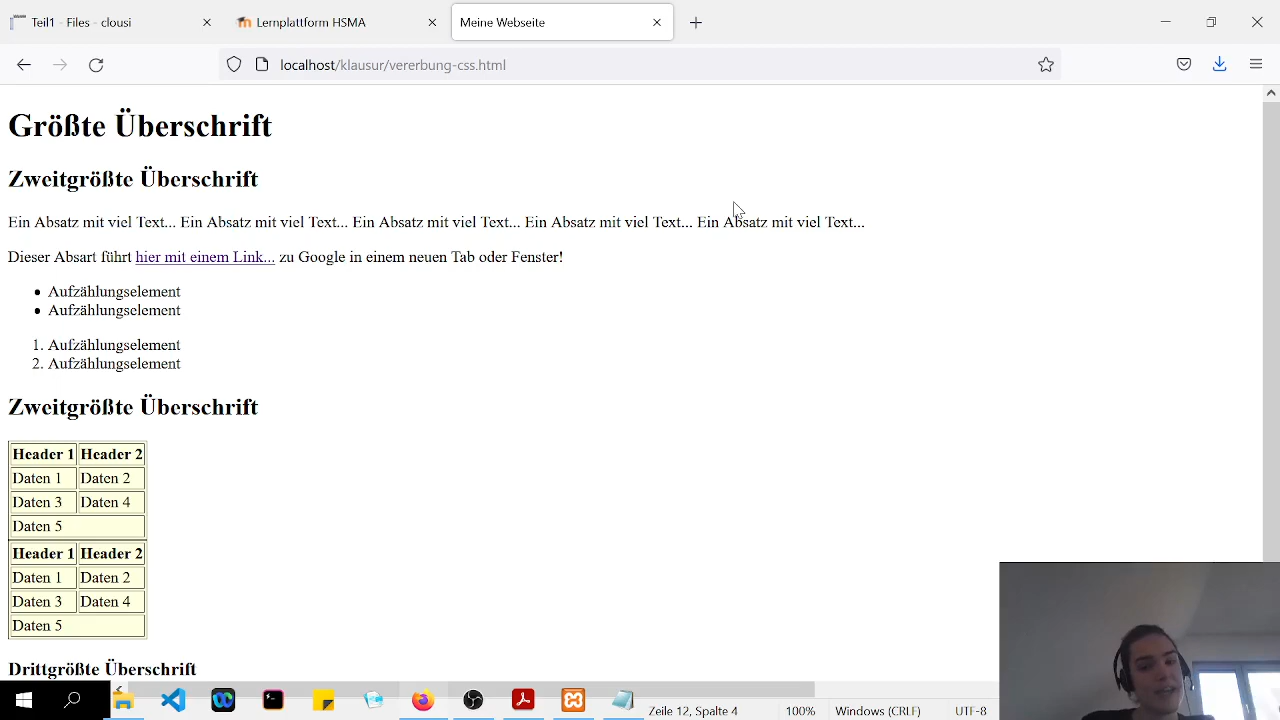 Teil1 - Files - clousi
Lernplattform HSMA
Meine Webseite
localhost/klausur/vererbung-css.html
Größte Überschrift
Zweitgrößte Überschrift
Ein Absatz mit viel Text... Ein Absatz mit viel Text... Ein Absatz mit viel Text... Ein Absatz mit viel Text... Ein Absatz mit viel Text...
Dieser Absart führt hier mit einem Link... zu Google in einem neuen Tab oder Fenster!
• Aufzählungselement
• Aufzählungselement
1. Aufzählungselement
2. Aufzählungselement
Zweitgrößte Überschrift
Header 1 Header 2
Daten 1 Daten 2
Daten 3 Daten 4
Daten 5
Header 1 Header 2
Daten 1 Daten 2
Daten 3 Daten 4
Daten 5
Drittgrößte Überschrift
Zeile 12, Spalte 4 100% Windows (CRLF) UTF-8